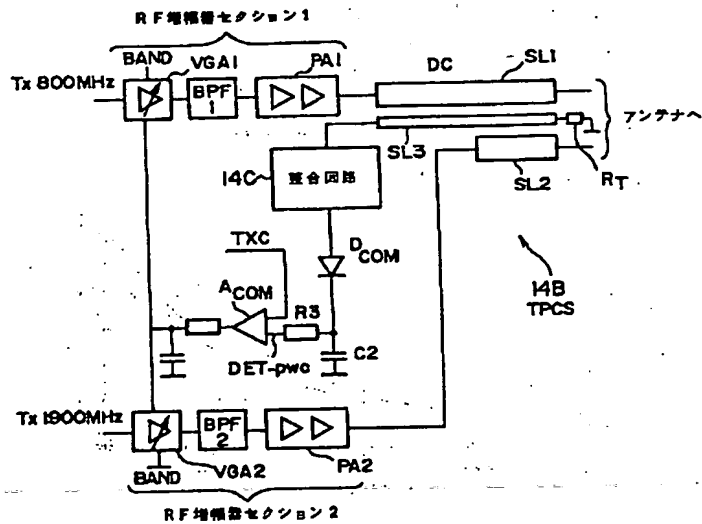 RF増幅器セクション1
BAND
VGA1
PA1
DC
SL1
Tx 800MHz
BPF
1
アンテナへ
SL3
SL2
RT
14C
整合回路
TXC
DCOM
ACOM
R3
14B
TPCS
DET-pwc
C2
Tx 1900MHz
BPF
2
BAND
VGA2
PA2
RF増幅器セクション2